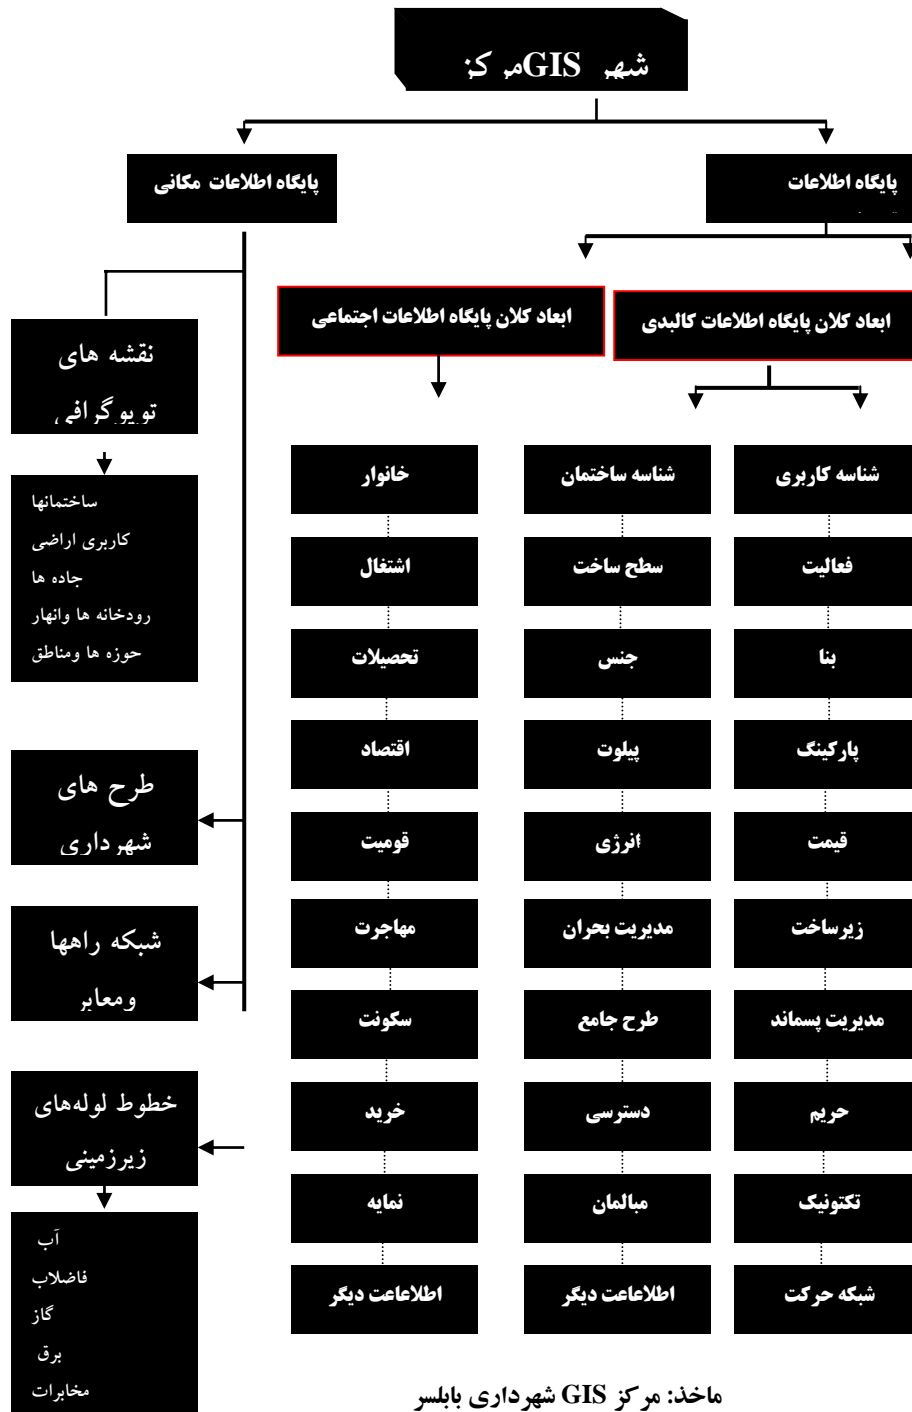 مرکز GIS شهر
پایگاه اطلاعات
پایگاه اطلاعات مکانی
ابعاد کلان پایگاه اطلاعات کالبدی
ابعاد کلان پایگاه اطلاعات اجتماعی
شناسه کاربری
فعالیت
بنا
پارکینگ
قیمت
زیرساخت
مدیریت پسماند
حریم
تکتونیک
شبکه حرکت
شناسه ساختمان
سطح ساخت
جنس
پیلوت
انرژی
مدیریت بحران
طرح جامع
دسترسی
مبالمان
اطلاعاعت دیگر
خانوار
اشتغال
تحصیلات
اقتصاد
قومیت
مهاجرت
سکونت
خرید
نمایه
اطلاعاعت دیگر
نقشه های
توپوگرافی
ساختمانها
کاربری اراضی
جاده ها
رودخانه ها وانهار
حوزه ها ومناطق
طرح های
شهرداری
شبکه راهها
ومعابر
خطوط لوله‌های
زیرزمینی
آب
فاضلاب
گاز
برق
مخابرات
ماخذ: مرکز GIS شهرداری بابلسر